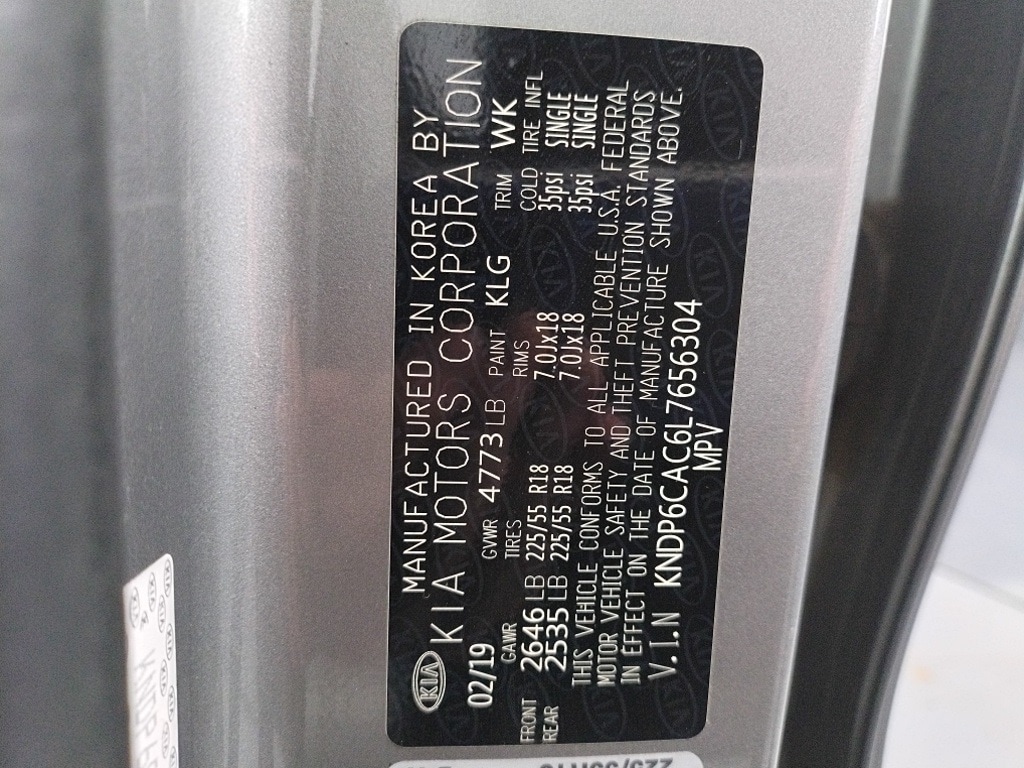 KIA
MANUFACTURED IN KOREA BY
KIA MOTORS CORPORATION
02/19 GVWR 4773 LB PAINT KLG TRIM WK
GAWR TIRES RIMS COLD TIRE INFL
FRONT 2646 LB 225/55 R18 7.0Jx18 35psi SINGLE
REAR 2535 LB 225/55 R18 7.0Jx18 35psi SINGLE
THIS VEHICLE CONFORMS TO ALL APPLICABLE U.S.A. FEDERAL
MOTOR VEHICLE SAFETY AND THEFT PREVENTION STANDARDS
IN EFFECT ON THE DATE OF MANUFACTURE SHOWN ABOVE.
V.I.N KNDP6CAC6L7656304
MPV